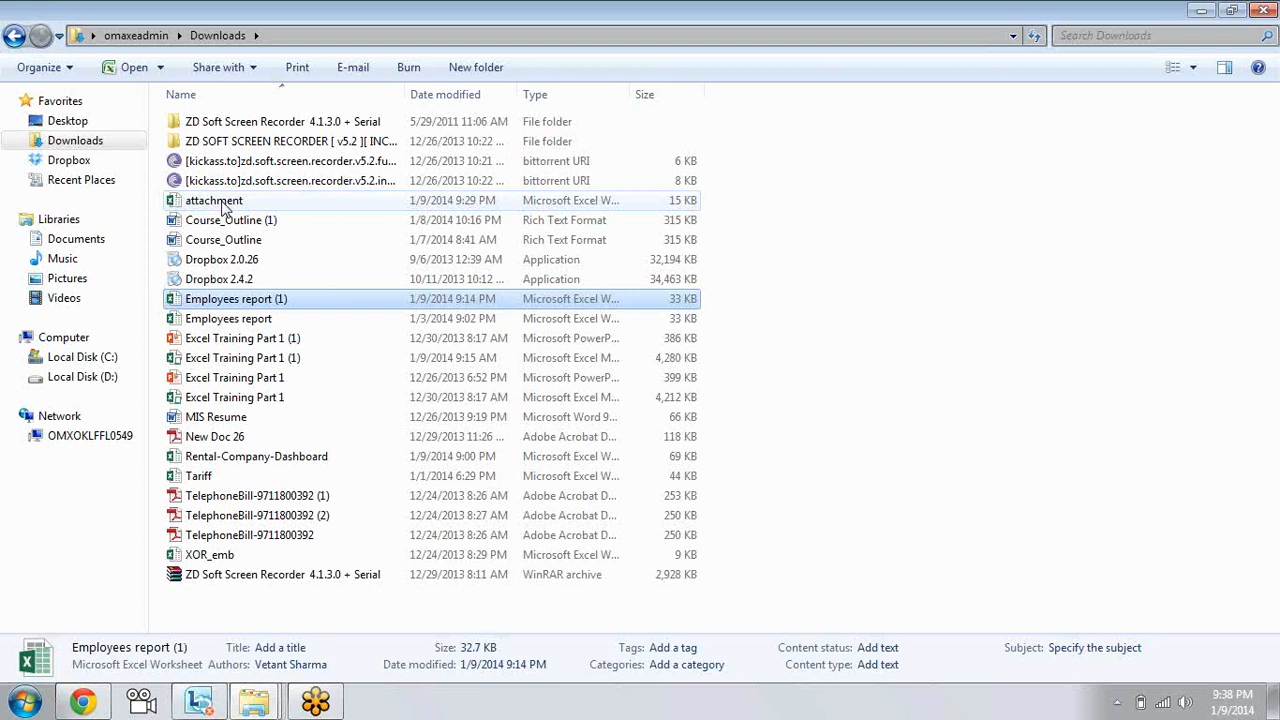 omaxeadmin Downloads Search Downloads
Organize Open Share with Print E-mail Burn New folder
Name Date modified Type Size
Favorites
Desktop
Downloads
Dropbox
Recent Places
Libraries
Documents
Music
Pictures
Videos
Computer
Local Disk (C:)
Local Disk (D:)
Network
OMXOKLFFL0549
ZD Soft Screen Recorder 4.1.3.0 + Serial 5/29/2011 11:06 AM File folder
ZD SOFT SCREEN RECORDER [ v5.2 ][ INC... 12/26/2013 10:22 ... File folder
[kickass.to]zd.soft.screen.recorder.v5.2.fu... 12/26/2013 10:21 ... bittorrent URI 6 KB
[kickass.to]zd.soft.screen.recorder.v5.2.in... 12/26/2013 10:22 ... bittorrent URI 8 KB
attachment 1/9/2014 9:29 PM Microsoft Excel W... 15 KB
Course_Outline (1) 1/8/2014 10:16 PM Rich Text Format 315 KB
Course_Outline 1/7/2014 8:41 AM Rich Text Format 315 KB
Dropbox 2.0.26 9/6/2013 12:39 AM Application 32,194 KB
Dropbox 2.4.2 10/11/2013 10:12 ... Application 34,463 KB
Employees report (1) 1/9/2014 9:14 PM Microsoft Excel W... 33 KB
Employees report 1/3/2014 9:02 PM Microsoft Excel W... 33 KB
Excel Training Part 1 (1) 12/30/2013 8:17 AM Microsoft PowerP... 386 KB
Excel Training Part 1 (1) 1/9/2014 9:15 AM Microsoft Excel M... 4,280 KB
Excel Training Part 1 12/26/2013 6:52 PM Microsoft PowerP... 399 KB
Excel Training Part 1 12/30/2013 8:17 AM Microsoft Excel M... 4,212 KB
MIS Resume 12/26/2013 9:19 PM Microsoft Word 9... 66 KB
New Doc 26 12/29/2013 11:26 ... Adobe Acrobat D... 118 KB
Rental-Company-Dashboard 1/9/2014 9:00 PM Microsoft Excel W... 69 KB
Tariff 1/1/2014 6:29 PM Microsoft Excel W... 44 KB
TelephoneBill-9711800392 (1) 12/24/2013 8:26 AM Adobe Acrobat D... 253 KB
TelephoneBill-9711800392 (2) 12/24/2013 8:27 AM Adobe Acrobat D... 250 KB
TelephoneBill-9711800392 12/24/2013 8:26 AM Adobe Acrobat D... 250 KB
XOR_emb 12/24/2013 8:29 PM Microsoft Excel W... 9 KB
ZD Soft Screen Recorder 4.1.3.0 + Serial 12/29/2013 8:11 AM WinRAR archive 2,928 KB
Employees report (1) Title: Add a title Size: 32.7 KB Tags: Add a tag Content status: Add text Subject: Specify the subject
Microsoft Excel Worksheet Authors: Vetant Sharma Date modified: 1/9/2014 9:14 PM Categories: Add a category Content type: Add text
9:38 PM
1/9/2014